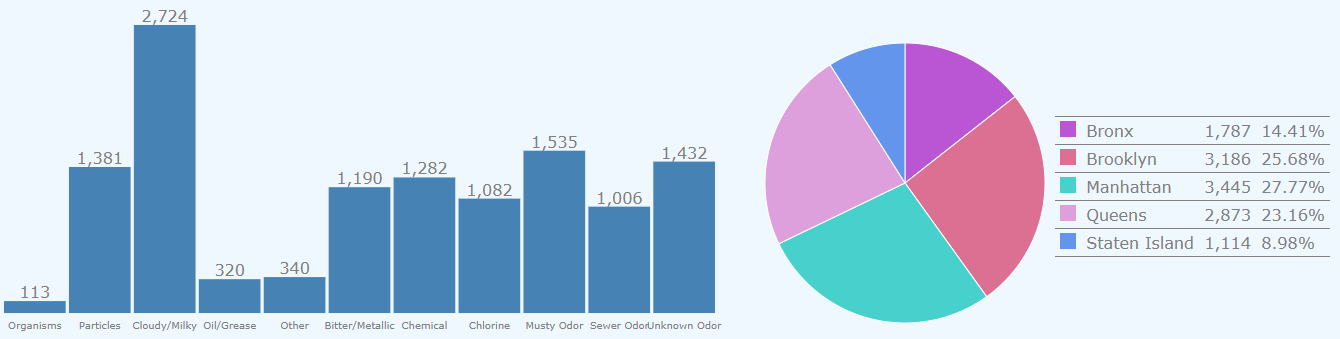 2,724
1,381
1,190
1,282
1,535
1,432
1,082
1,006
113
320
340
Organisms Particles Cloudy/Milky Oil/Grease Other Bitter/Metallic Chemical Chlorine Musty Odor Sewer Odor Unknown Odor
Bronx 1,787 14.41%
Brooklyn 3,186 25.68%
Manhattan 3,445 27.77%
Queens 2,873 23.16%
Staten Island 1,114 8.98%